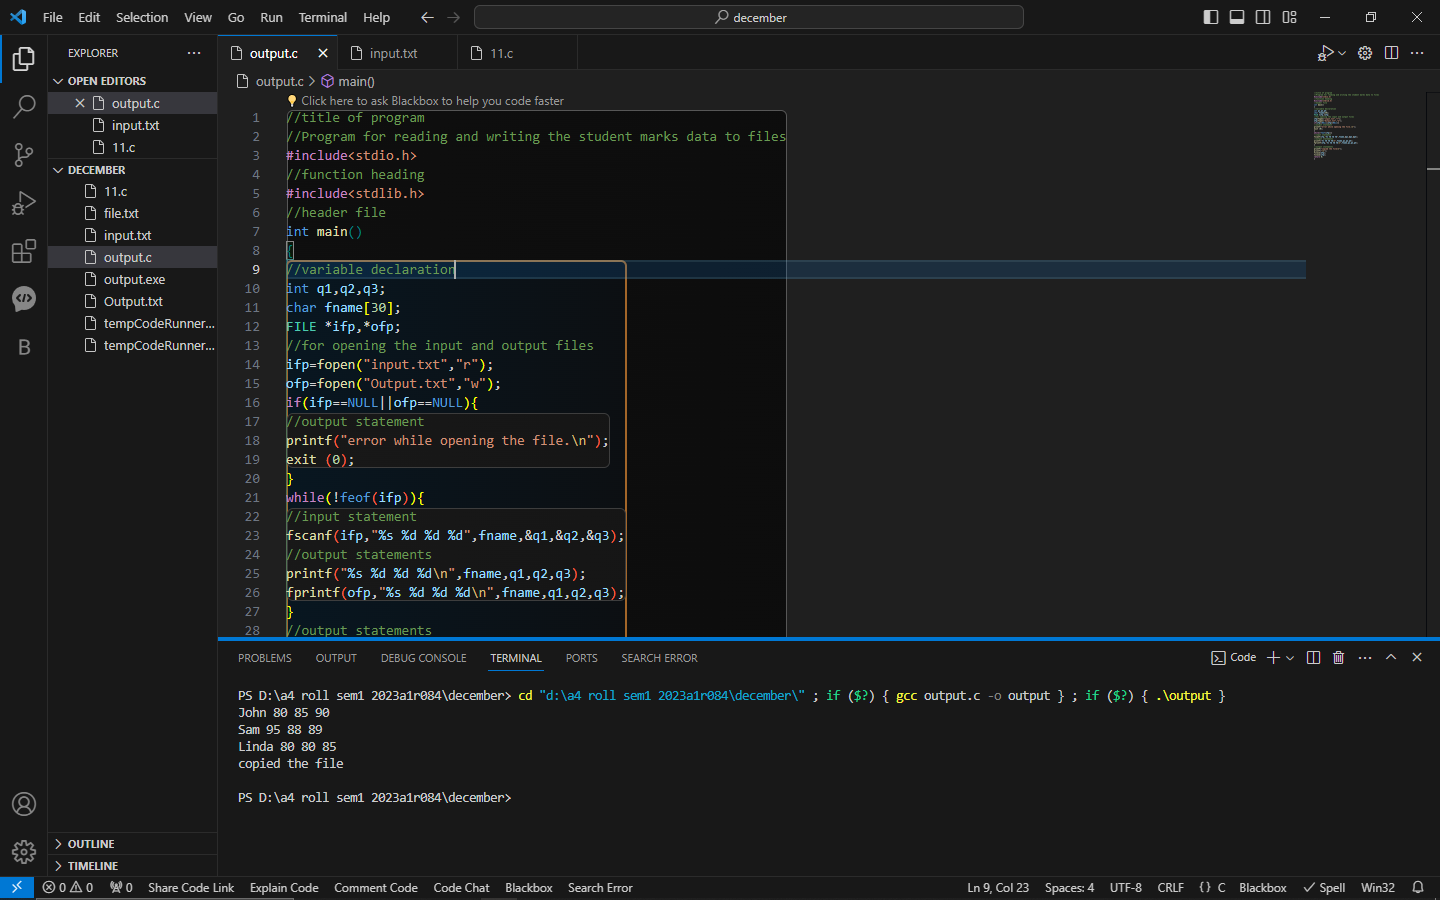 File Edit Selection View Go Run Terminal Help
december
EXPLORER
OPEN EDITORS
output.c
input.txt
11.c
DECEMBER
11.c
file.txt
input.txt
output.c
output.exe
Output.txt
tempCodeRunner...
tempCodeRunner...
OUTLINE
TIMELINE
output.c input.txt 11.c
output.c > main()
Click here to ask Blackbox to help you code faster
1 //title of program
2 //Program for reading and writing the student marks data to files
3 #include<stdio.h>
4 //function heading
5 #include<stdlib.h>
6 //header file
7 int main()
8 {
9 //variable declaration
10 int q1,q2,q3;
11 char fname[30];
12 FILE *ifp,*ofp;
13 //for opening the input and output files
14 ifp=fopen("input.txt","r");
15 ofp=fopen("Output.txt","w");
16 if(ifp==NULL||ofp==NULL){
17 //output statement
18 printf("error while opening the file.\n");
19 exit (0);
20 }
21 while(!feof(ifp)){
22 //input statement
23 fscanf(ifp,"%s %d %d %d",fname,&q1,&q2,&q3);
24 //output statements
25 printf("%s %d %d %d\n",fname,q1,q2,q3);
26 fprintf(ofp,"%s %d %d %d\n",fname,q1,q2,q3);
27 }
28 //output statements
PROBLEMS OUTPUT DEBUG CONSOLE TERMINAL PORTS SEARCH ERROR
Code
PS D:\a4 roll sem1 2023a1r084\december> cd "d:\a4 roll sem1 2023a1r084\december\" ; if ($?) { gcc output.c -o output } ; if ($?) { .\output }
John 80 85 90
Sam 95 88 89
Linda 80 80 85
copied the file
PS D:\a4 roll sem1 2023a1r084\december>
0 0 0 Share Code Link Explain Code Comment Code Code Chat Blackbox Search Error
Ln 9, Col 23 Spaces: 4 UTF-8 CRLF {} C Blackbox Spell Win32